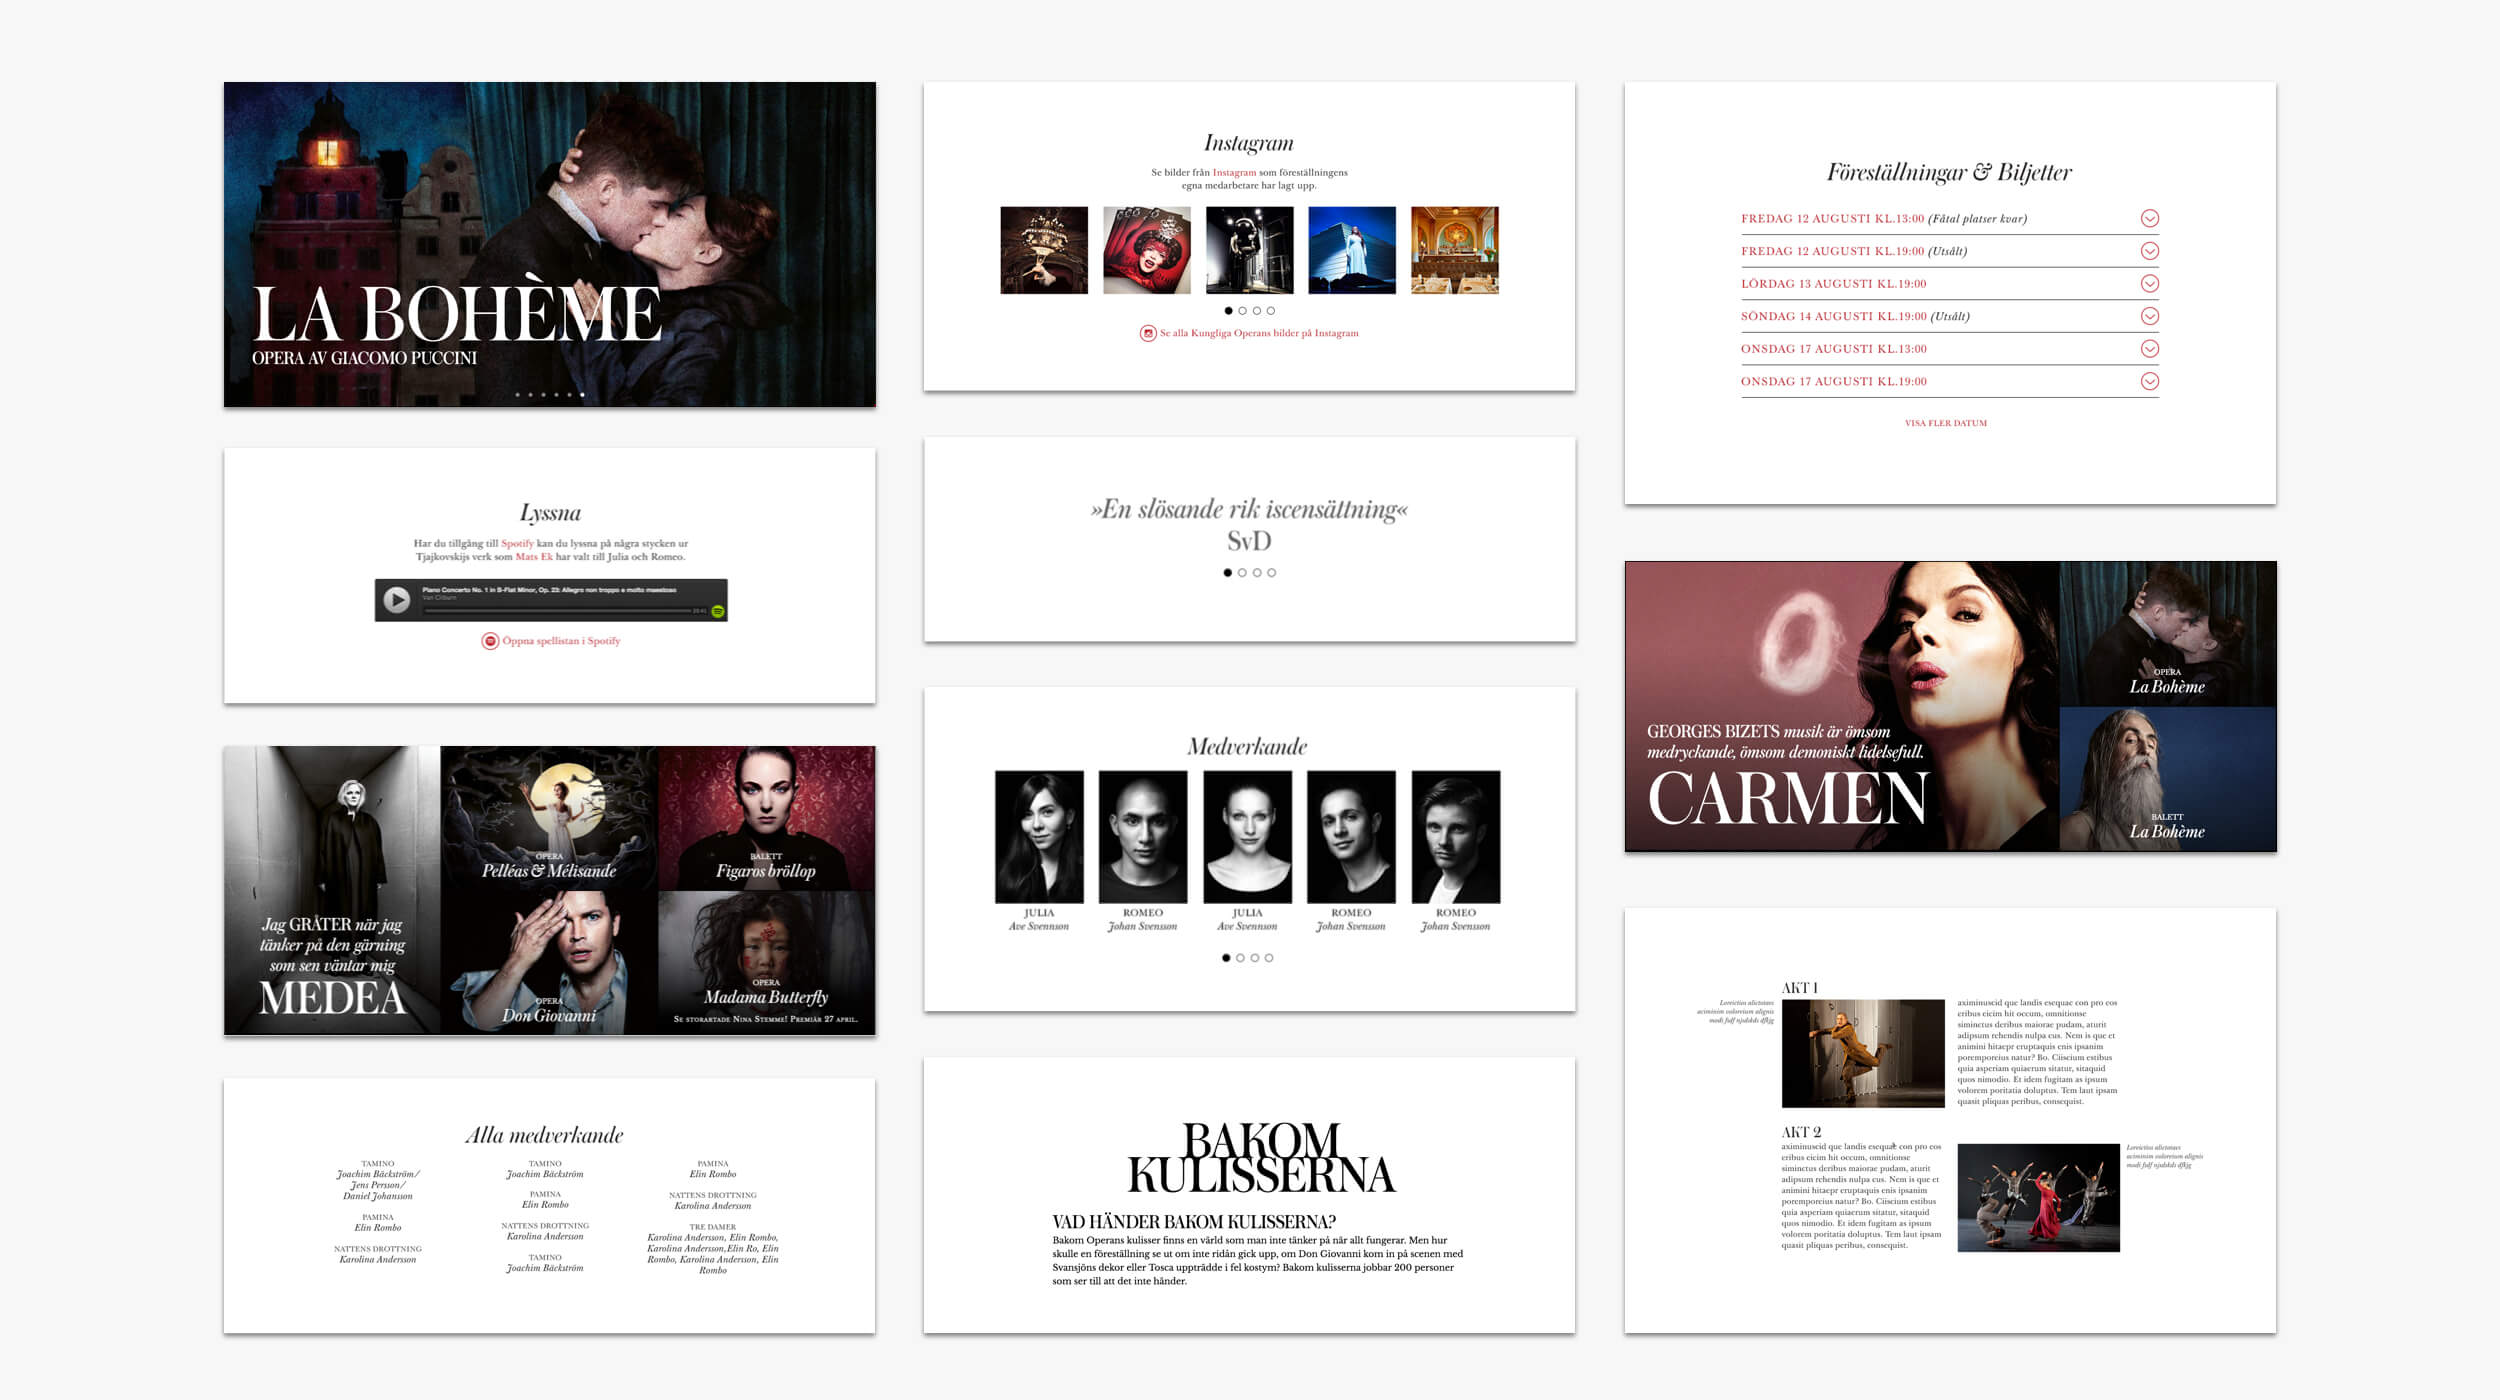 LA BOHÈME
OPERA AV GIACOMO PUCCINI
Lyssna
Har du tillgång till Spotify kan du lyssna på några stycken ur
Tjajkovskijs verk som Mats Ek har valt till Julia och Romeo.
Piano Concerto No. 1 in B-Flat Minor, Op. 23: Allegro non troppo e molto maestoso
Van Cliburn
20:41
Öppna spellistan i Spotify
Jag GRÅTER när jag
tänker på den gärning
som sen väntar mig
MEDEA
OPERA
Pelléas & Mélisande
BALETT
Figaros bröllop
OPERA
Don Giovanni
OPERA
Madama Butterfly
SE STORARTADE NINA STEMME! PREMIÄR 27 APRIL.
Alla medverkande
TAMINO
Joachim Bäckström/
Jens Persson/
Daniel Johansson
PAMINA
Elin Rombo
NATTENS DROTTNING
Karolina Andersson
TAMINO
Joachim Bäckström
PAMINA
Elin Rombo
NATTENS DROTTNING
Karolina Andersson
TAMINO
Joachim Bäckström
PAMINA
Elin Rombo
NATTENS DROTTNING
Karolina Andersson
TRE DAMER
Karolina Andersson, Elin Rombo,
Karolina Andersson,Elin Ro, Elin
Rombo, Karolina Andersson, Elin
Rombo
Instagram
Se bilder från Instagram som föreställningens
egna medarbetare har lagt upp.
Se alla Kungliga Operans bilder på Instagram
»En slösande rik iscensättning«
SvD
Medverkande
JULIA
Ave Svennson
ROMEO
Johan Svensson
JULIA
Ave Svennson
ROMEO
Johan Svensson
ROMEO
Johan Svensson
BAKOM
KULISSERNA
VAD HÄNDER BAKOM KULISSERNA?
Bakom Operans kulisser finns en värld som man inte tänker på när allt fungerar. Men hur
skulle en föreställning se ut om inte ridån gick upp, om Don Giovanni kom in på scenen med
Svansjöns dekor eller Tosca uppträdde i fel kostym? Bakom kulisserna jobbar 200 personer
som ser till att det inte händer.
Föreställningar & Biljetter
FREDAG 12 AUGUSTI KL.13:00 (Fåtal platser kvar)
FREDAG 12 AUGUSTI KL.19:00 (Utsålt)
LÖRDAG 13 AUGUSTI KL.19:00
SÖNDAG 14 AUGUSTI KL.19:00 (Utsålt)
ONSDAG 17 AUGUSTI KL.13:00
ONSDAG 17 AUGUSTI KL.19:00
VISA FLER DATUM
GEORGES BIZETS musik är ömsom
medryckande, ömsom demoniskt lidelsefull.
CARMEN
OPERA
La Bohème
BALETT
La Bohème
AKT 1
Loreictius alictotaes
aciminim coloreium alignis
modi fulf njdskds dfkjg
aximinuscid que landis esequae con pro eos
eribus eicim hit occum, omnitionse
siminctus deribus maiorae pudam, aturit
adipsum rehendis nulpa cus. Nem is que et
animini hitaepr eruptaquis enis ipsanim
poremporcius natur? Bo. Ciiscium estibus
quia asperiam quiaerum sitatur, sitaquid
quos nimodio. Et idem fugitam as ipsum
volorem poritatia doluptus. Tem laut ipsam
quasit pliquas peribus, consequist.
AKT 2
aximinuscid que landis esequae con pro eos
eribus eicim hit occum, omnitionse
siminctus deribus maiorae pudam, aturit
adipsum rehendis nulpa cus. Nem is que et
animini hitaepr eruptaquis enis ipsanim
poremporcius natur? Bo. Ciiscium estibus
quia asperiam quiaerum sitatur, sitaquid
quos nimodio. Et idem fugitam as ipsum
volorem poritatia doluptus. Tem laut ipsam
quasit pliquas peribus, consequist.
Loreictius alictotaes
aciminim coloreium alignis
modi fulf njdskds dfkjg